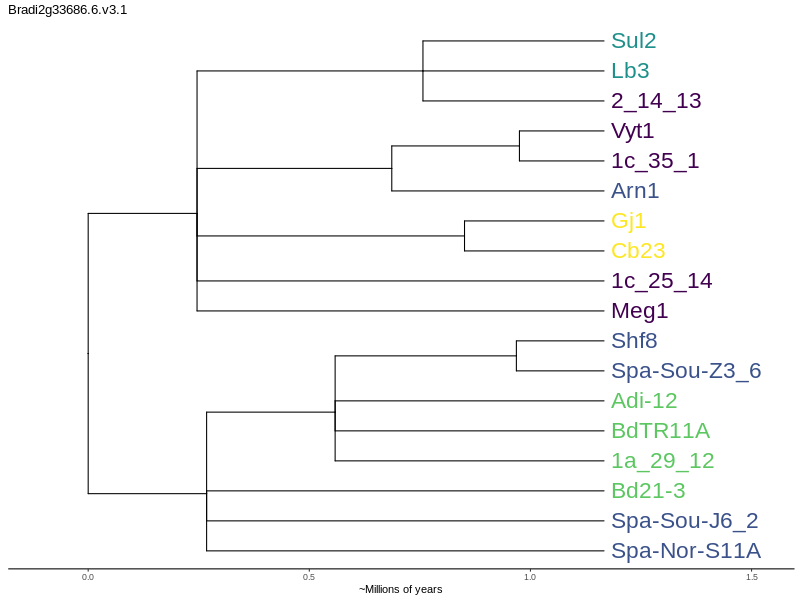 Bradi2g33686.6.v3.1
Sul2
Lb3
2_14_13
Vyt1
1c_35_1
Arn1
Gj1
Cb23
1c_25_14
Meg1
Shf8
Spa-Sou-Z3_6
Adi-12
BdTR11A
1a_29_12
Bd21-3
Spa-Sou-J6_2
Spa-Nor-S11A
0.0 0.5 1.0 1.5
~Millions of years